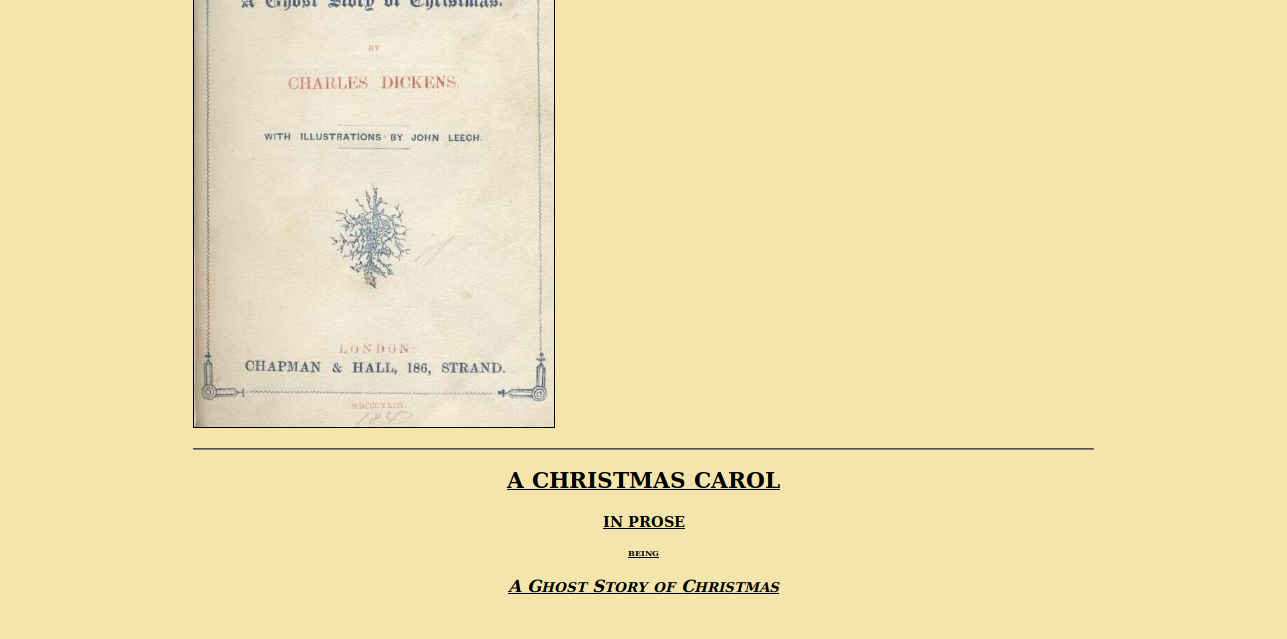 A Ghost Story of Christmas.
BY
CHARLES DICKENS.
WITH ILLUSTRATIONS BY JOHN LEECH.
LONDON:
CHAPMAN & HALL, 186, STRAND.
MDCCCXLIII.
A CHRISTMAS CAROL
IN PROSE
BEING
A GHOST STORY OF CHRISTMAS